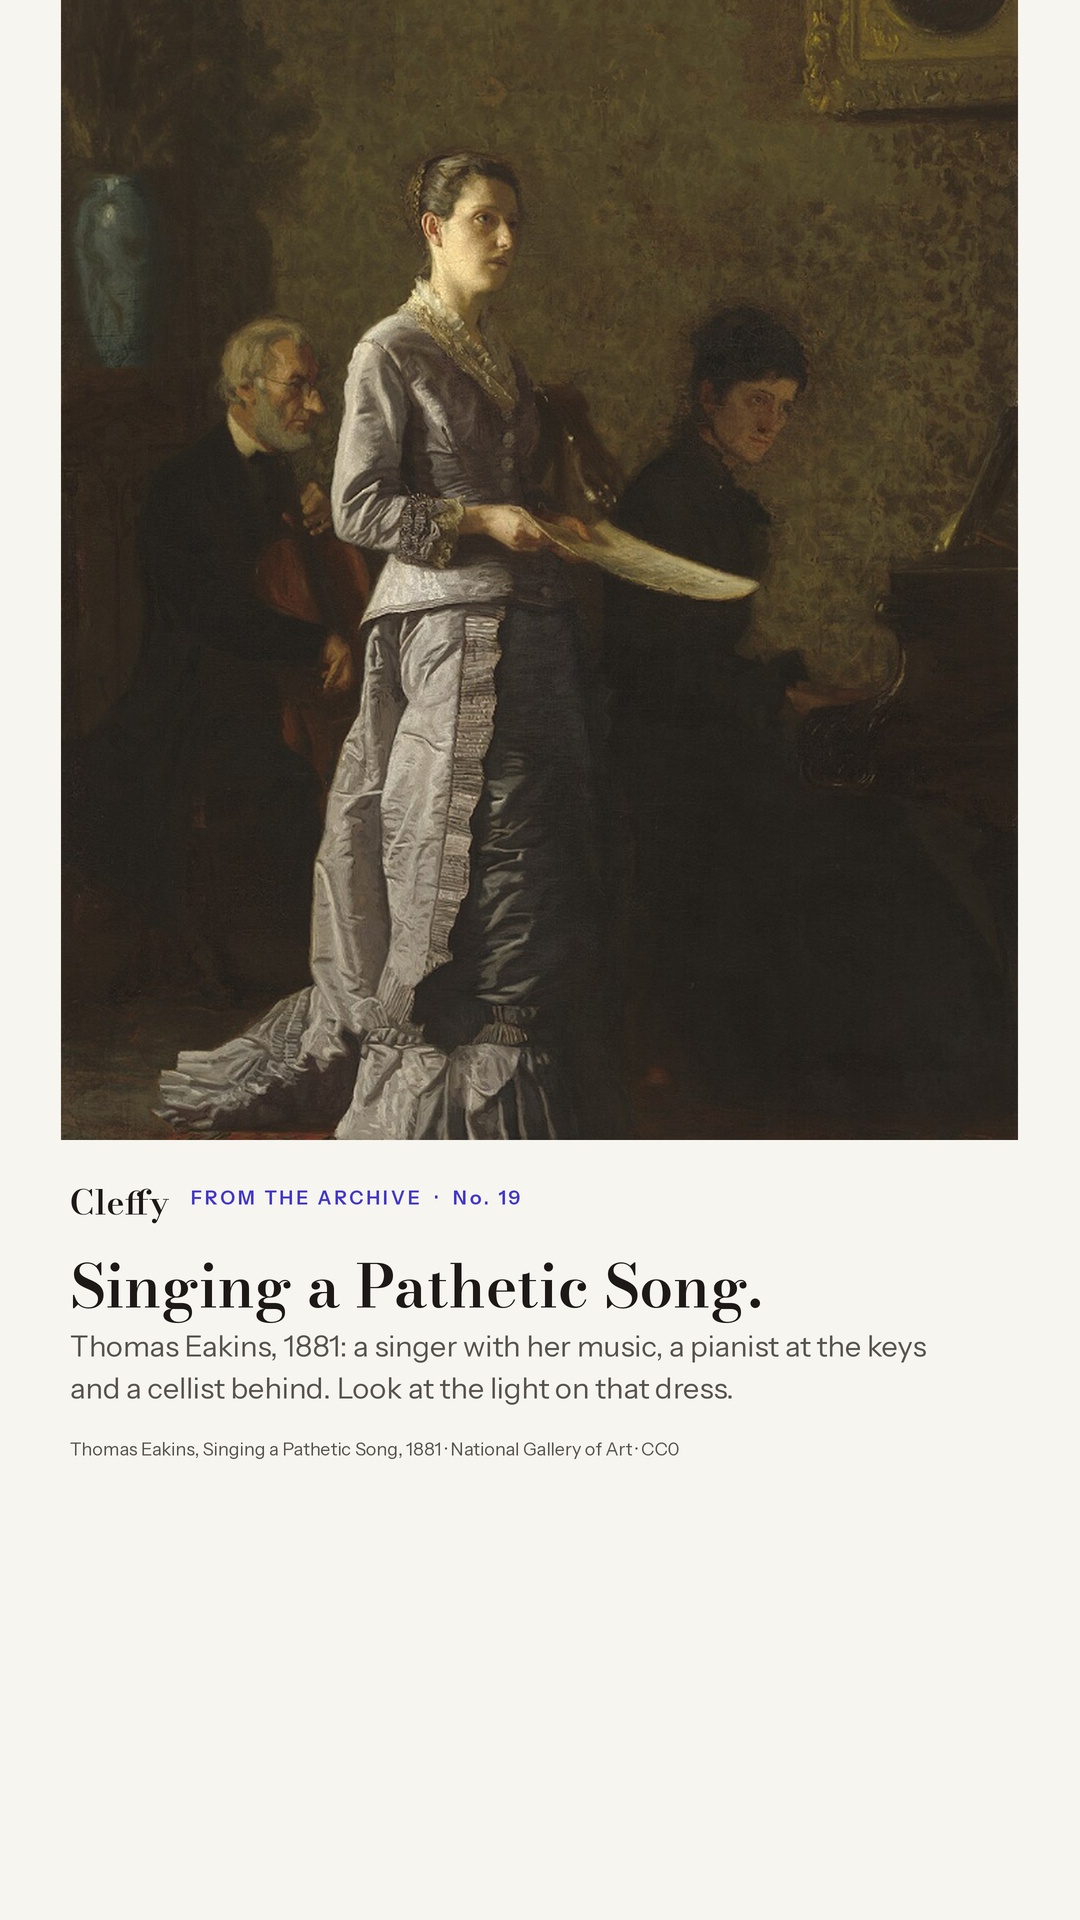 Cleffy FROM THE ARCHIVE · No. 19
Singing a Pathetic Song.
Thomas Eakins, 1881: a singer with her music, a pianist at the keys
and a cellist behind. Look at the light on that dress.
Thomas Eakins, Singing a Pathetic Song, 1881 · National Gallery of Art · CC0